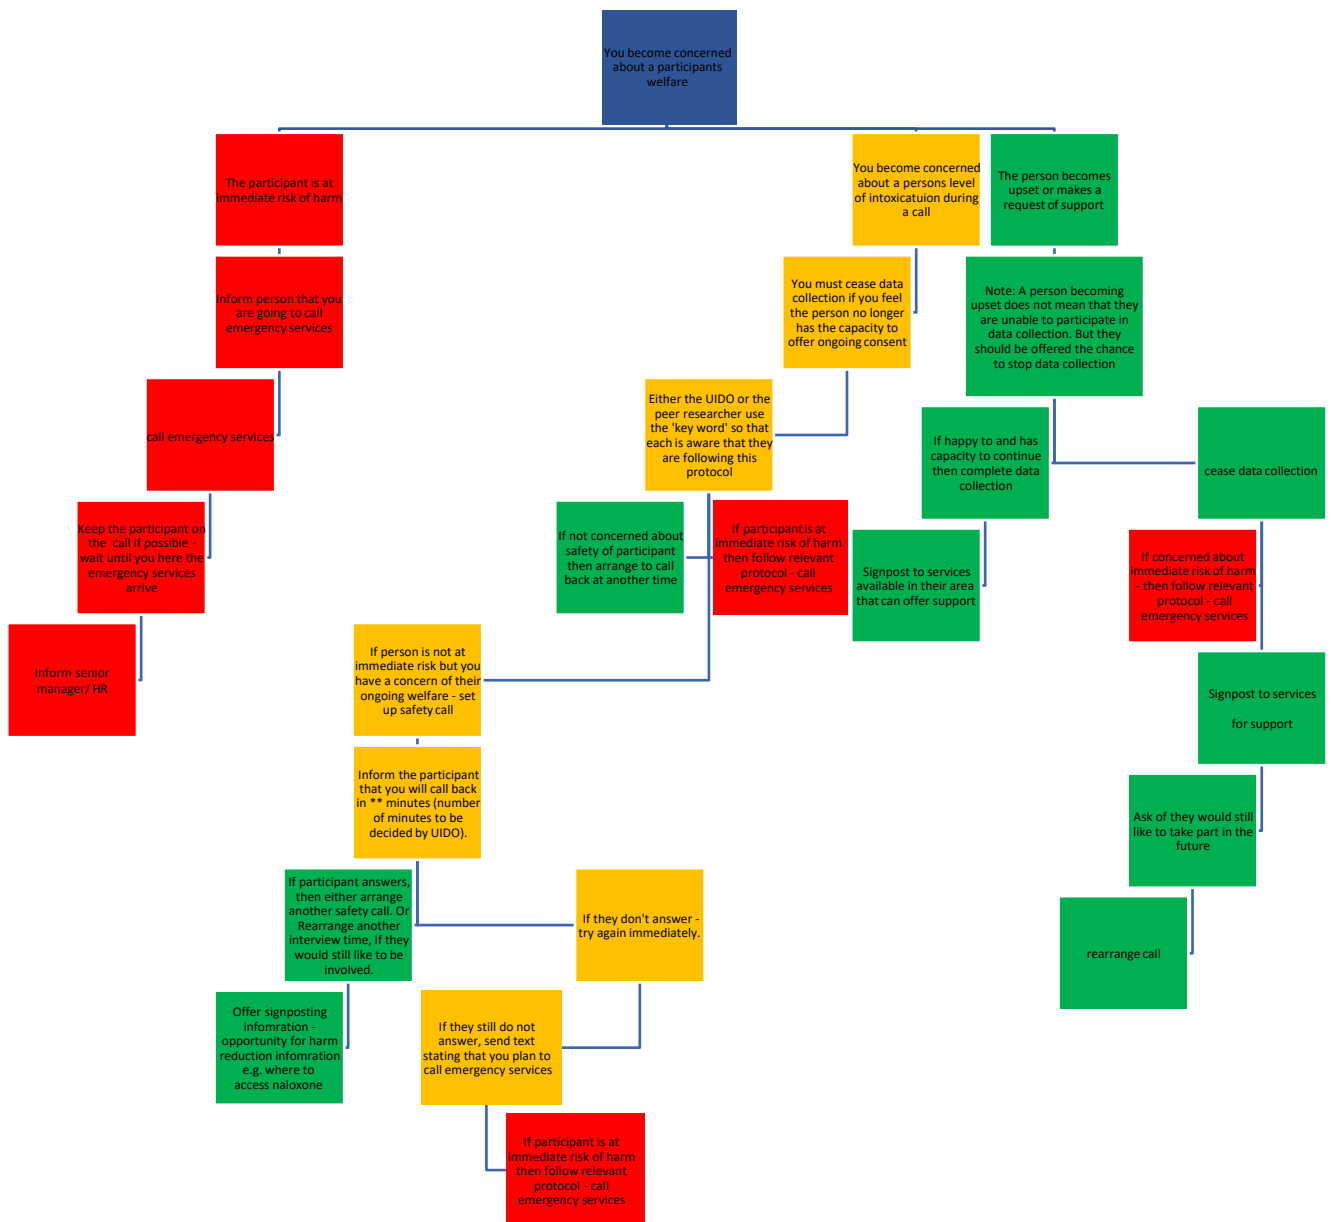 You become concerned
about a participants
welfare
The participant is at
immediate risk of harm
You become concerned
about a persons level
of intoxicatuion during
a call
The person becomes
upset or makes a
request of support
Inform person that you
are going to call
emergency services
You must cease data
collection if you feel
the person no longer
has the capacity to
offer ongoing consent
Note: A person becoming
upset does not mean that they
are unable to participate in
data collection. But they
should be offered the chance
to stop data collection
call emergency services
Either the UIDO or the
peer researcher use
the 'key word' so that
each is aware that they
are following this
protocol
If happy to and has
capacity to continue
then complete data
collection
cease data collection
Keep the participant on
the call if possible -
wait until you here the
emergency services
arrive
If not concerned about
safety of participant
then arrange to call
back at another time
If participant is at
immediate risk of harm
then follow relevant
protocol - call
emergency services
Signpost to services
available in their area
that can offer support
If concerned about
immediate risk of harm
- then follow relevant
protocol - call
emergency services
Inform senior
manager/ HR
If person is not at
immediate risk but you
have a concern of their
ongoing welfare - set
up safety call
Signpost to services
for support
Inform the participant
that you will call back
in ** minutes (number
of minutes to be
decided by UIDO).
Ask of they would still
like to take part in the
future
If participant answers,
then either arrange
another safety call. Or
Rearrange another
interview time, if they
would still like to be
involved.
If they don't answer -
try again immediately.
rearrange call
Offer signposting
infomration -
opportunity for harm
reduction infomration
e.g. where to
access naloxone
If they still do not
answer, send text
stating that you plan to
call emergency services
If participant is at
immediate risk of harm
then follow relevant
protocol - call
emergency services